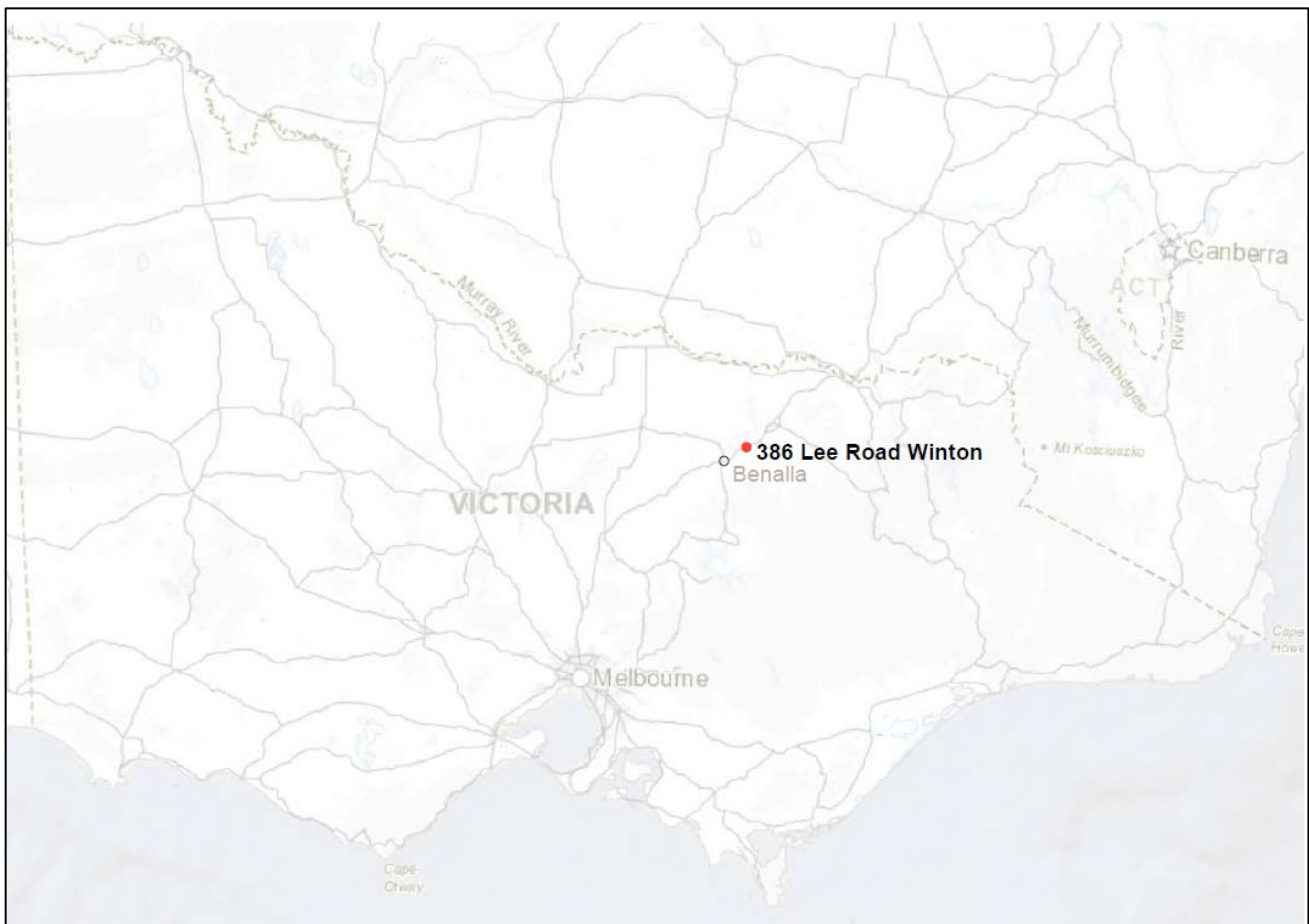 Canberra
ACT
Murray River
Murrumbidgee
River
386 Lee Road Winton
Mt Kosciuszko
Benalla
VICTORIA
Cape
Howe
Melbourne
Cape
Otway